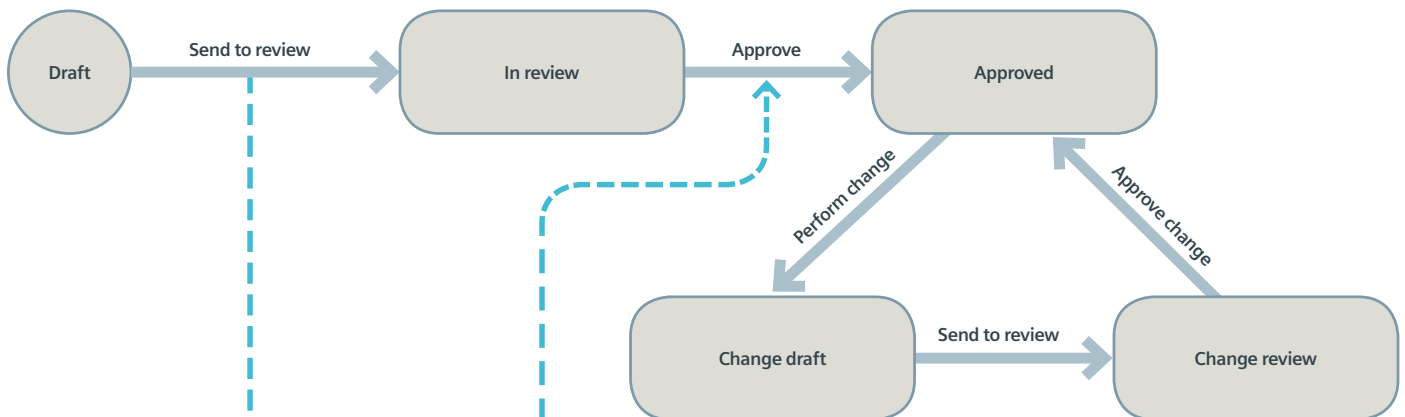 Send to review
Approve
Draft
In review
Approved
Perform change
Approve change
Send to review
Change draft
Change review